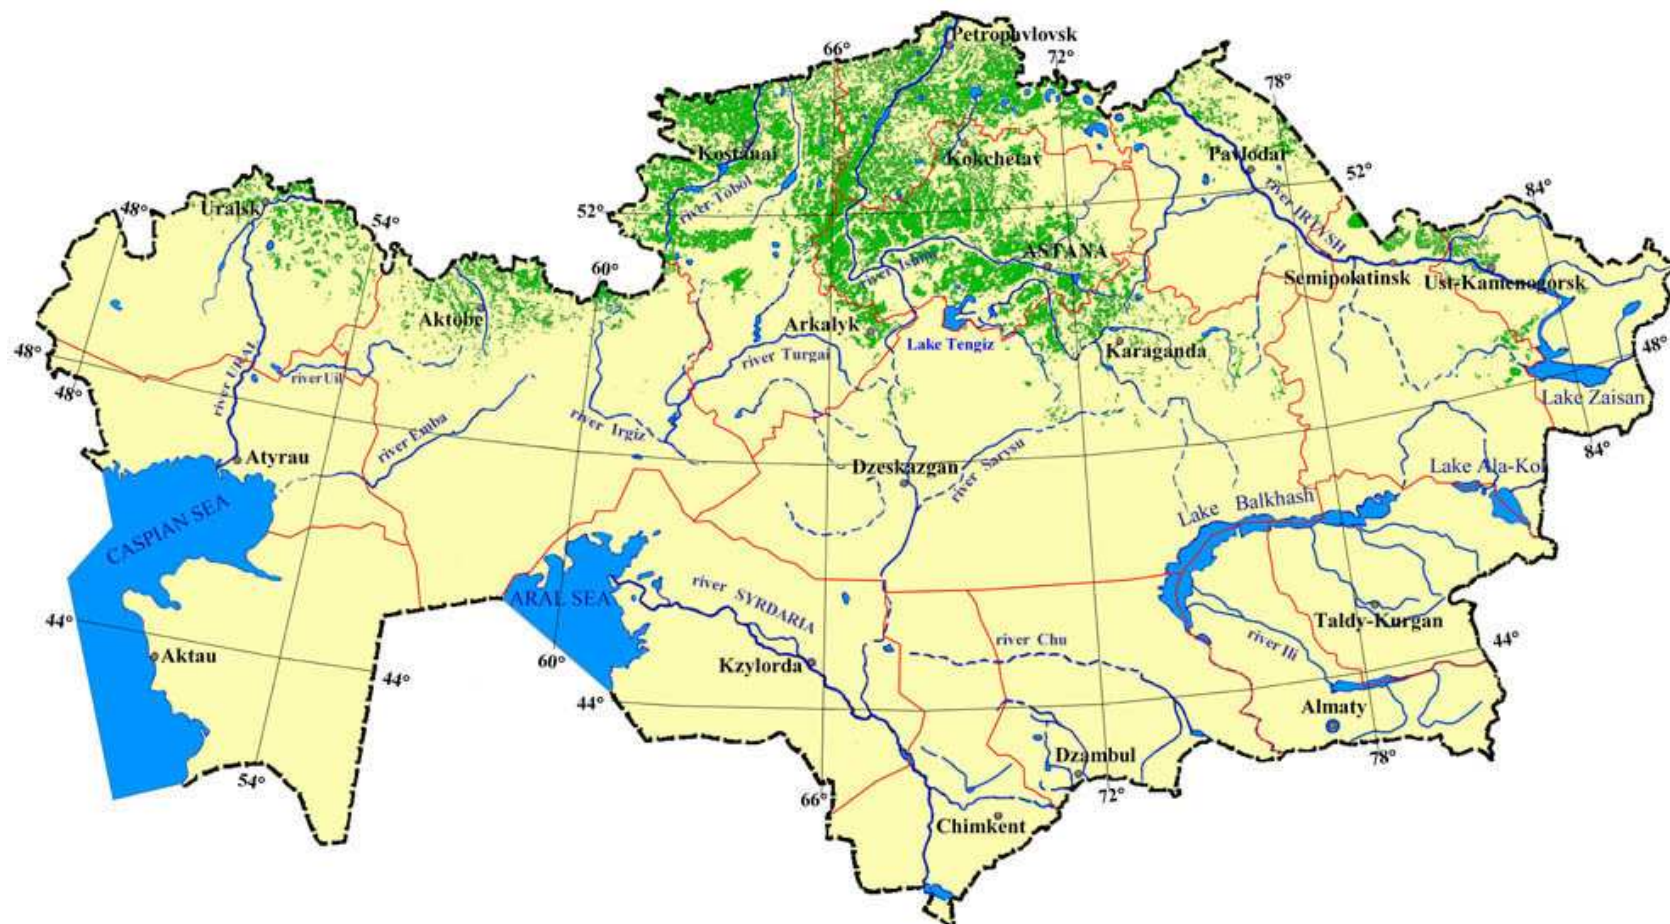 Petropavlovsk
66°
72°
78°
Kostanai
Kokchetav
Pavlodar
52°
84°
48°
Uralsk
54°
52°
river Tobol
river IRTYSH
60°
river Ishim
ASTANA
Semipolatinsk
Ust-Kamenogorsk
Aktobe
Arkalyk
Lake Tengiz
Karaganda
48°
48°
river URAL
river Uil
river Turgai
48°
Lake Zaisan
river Emba
river Irgiz
84°
Atyrau
Dzeskazgan
river Sarysu
Lake Ala-Kol
CASPIAN SEA
Lake Balkhash
ARAL SEA
river SYRDARIA
44°
Taldy-Kurgan
river Chu
river Ili
44°
Aktau
60°
Kzylorda
44°
44°
Almaty
54°
Dzambul
78°
66°
72°
Chimkent